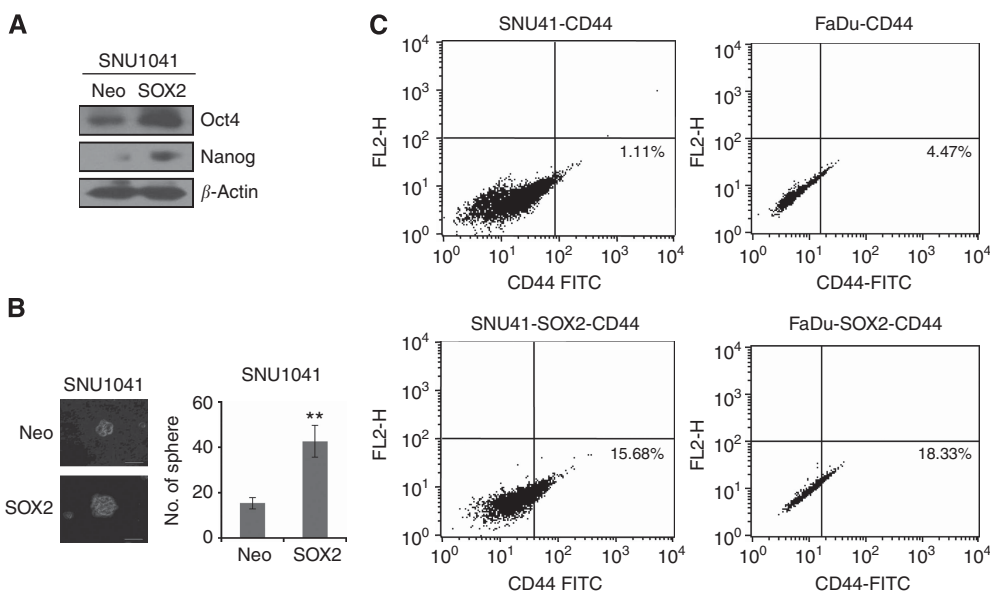 A
SNU1041
Neo SOX2
Oct4
Nanog
β-Actin
B
SNU1041
Neo
SOX2
SNU1041
No. of sphere
60
40
20
0
**
Neo SOX2
C
SNU41-CD44
FL2-H
10⁴
10³
10²
10¹
10⁰
1.11%
10⁰ 10¹ 10² 10³ 10⁴
CD44 FITC
FaDu-CD44
FL2-H
10⁴
10³
10²
10¹
10⁰
4.47%
10⁰ 10¹ 10² 10³ 10⁴
CD44-FITC
SNU41-SOX2-CD44
FL2-H
10⁴
10³
10²
10¹
10⁰
15.68%
10⁰ 10¹ 10² 10³ 10⁴
CD44 FITC
FaDu-SOX2-CD44
FL2-H
10⁴
10³
10²
10¹
10⁰
18.33%
10⁰ 10¹ 10² 10³ 10⁴
CD44-FITC